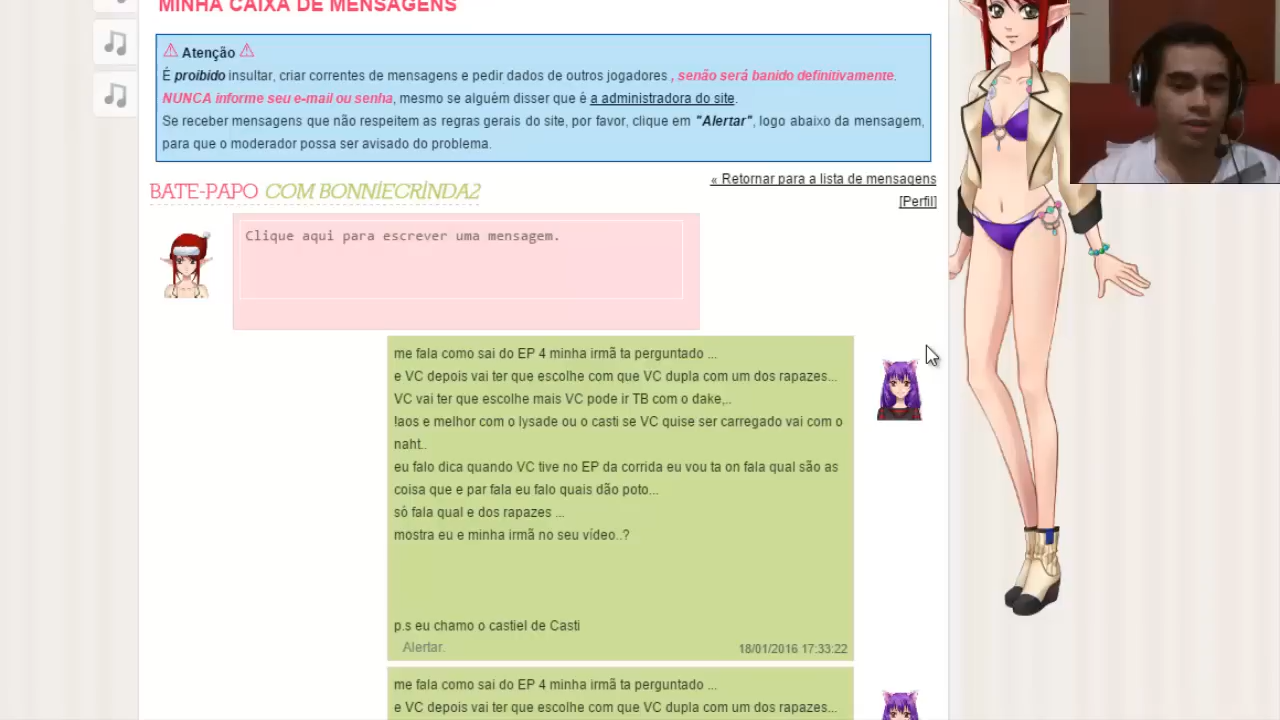 MINHA CAIXA DE MENSAGENS
Atenção
É proibido insultar, criar correntes de mensagens e pedir dados de outros jogadores , senão será banido definitivamente.
NUNCA informe seu e-mail ou senha, mesmo se alguém disser que é a administradora do site.
Se receber mensagens que não respeitem as regras gerais do site, por favor, clique em "Alertar", logo abaixo da mensagem,
para que o moderador possa ser avisado do problema.
« Retornar para a lista de mensagens
BATE-PAPO COM BONNIECRINDA2
[Perfil]
Clique aqui para escrever uma mensagem.
me fala como sai do EP 4 minha irmã ta perguntado ...
e VC depois vai ter que escolhe com que VC dupla com um dos rapazes...
VC vai ter que escolhe mais VC pode ir TB com o dake,..
!aos e melhor com o lysade ou o casti se VC quise ser carregado vai com o
naht..
eu falo dica quando VC tive no EP da corrida eu vou ta on fala qual são as
coisa que e par fala eu falo quais dão poto...
só fala qual e dos rapazes ...
mostra eu e minha irmã no seu vídeo..?
p.s eu chamo o castiel de Casti
Alertar.
18/01/2016 17:33:22
me fala como sai do EP 4 minha irmã ta perguntado ...
e VC depois vai ter que escolhe com que VC dupla com um dos rapazes...